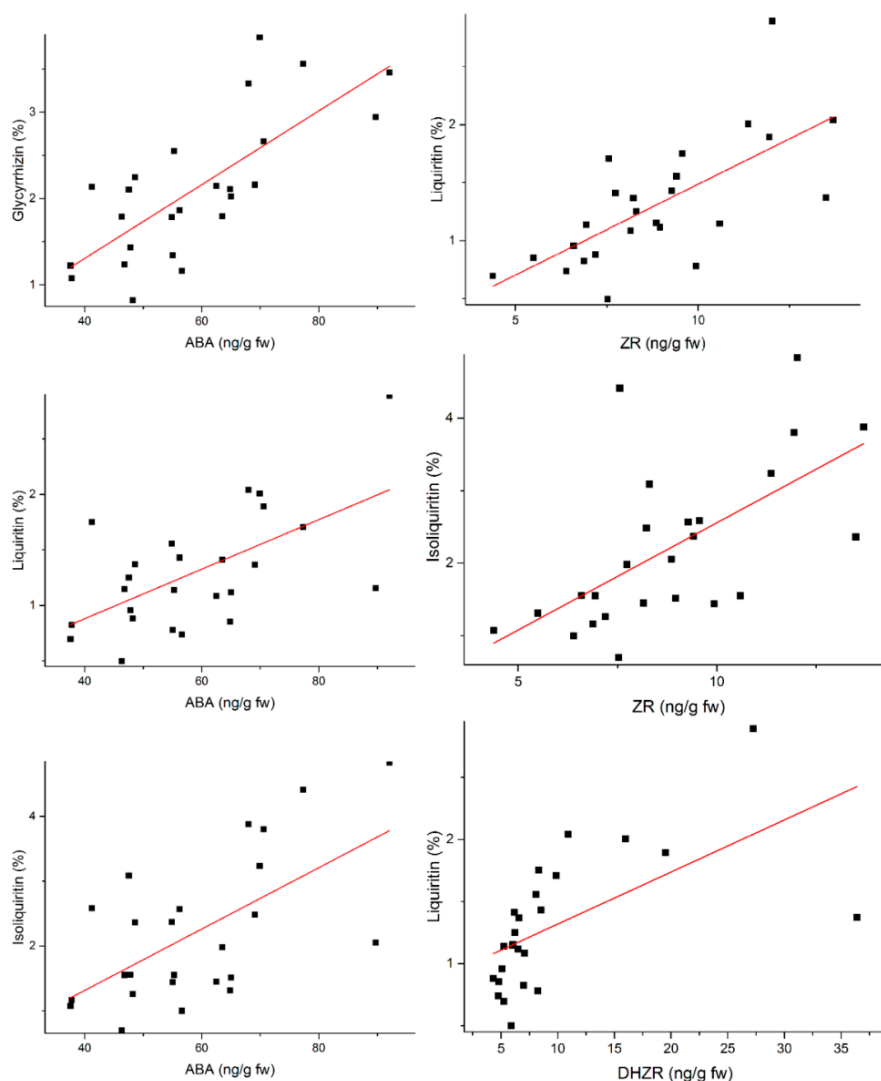 3
2
1
Glycyrrhizin (%)
40 60 80
ABA (ng/g fw)
2
1
Liquiritin (%)
5 10
ZR (ng/g fw)
2
1
Liquiritin (%)
40 60 80
ABA (ng/g fw)
4
2
Isoliquiritin (%)
5 10
ZR (ng/g fw)
4
2
Isoliquiritin (%)
40 60 80
ABA (ng/g fw)
2
1
Liquiritin (%)
5 10 15 20 25 30 35
DHZR (ng/g fw)